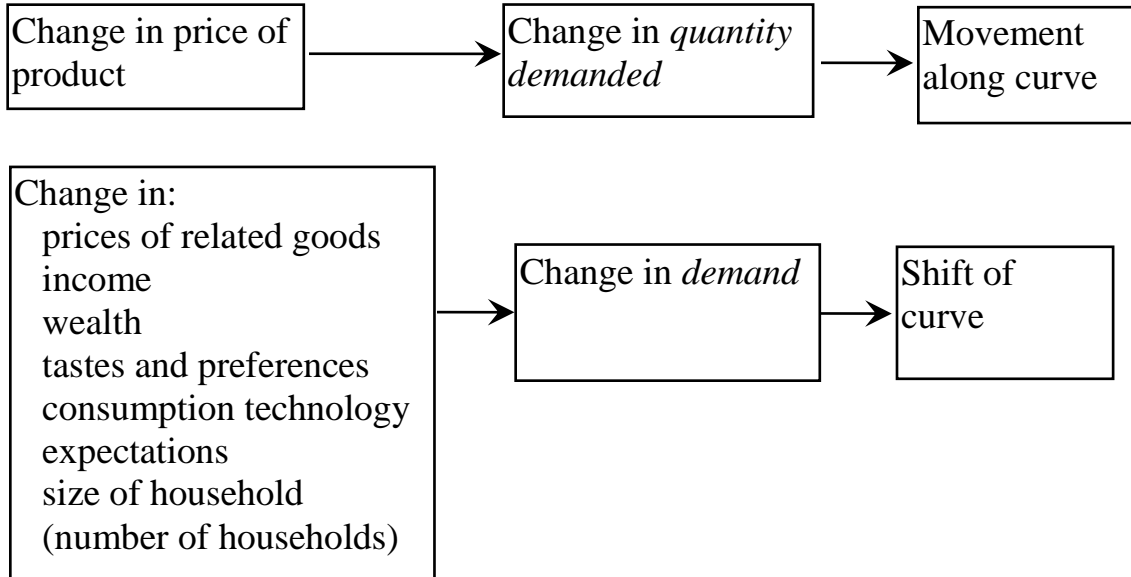 Change in price of
product
Change in quantity
demanded
Movement
along curve
Change in:
prices of related goods
income
wealth
tastes and preferences
consumption technology
expectations
size of household
(number of households)
Change in demand
Shift of
curve